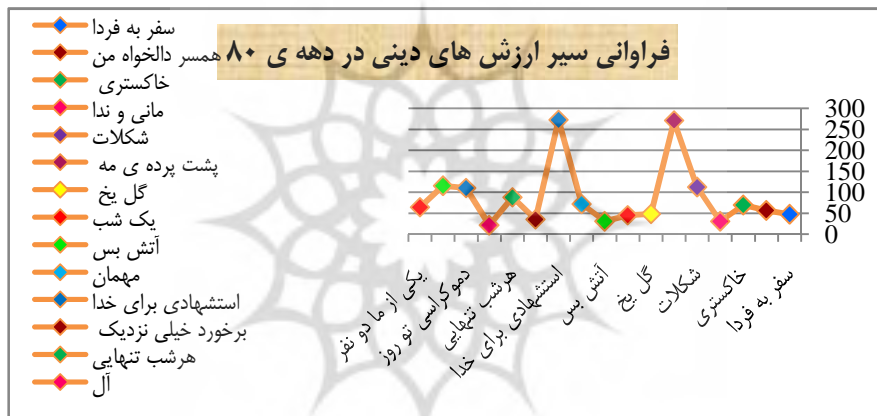 فراوانی سیر ارزش های دینی در دهه ی ۸۰
سفر به فردا
همسر دالخواه من
خاکستری
مانی و ندا
شکلات
پشت پرده ی مه
گل یخ
یک شب
آتش بس
مهمان
استشهادی برای خدا
برخورد خیلی نزدیک
هرشب تنهایی
آل
300
250
200
150
100
50
0
سفر به فردا
خاکستری
شکلات
گل یخ
آتش بس
استشهادی برای خدا
هرشب تنهایی
دموکراسی تو روز
یکی از ما دو نفر